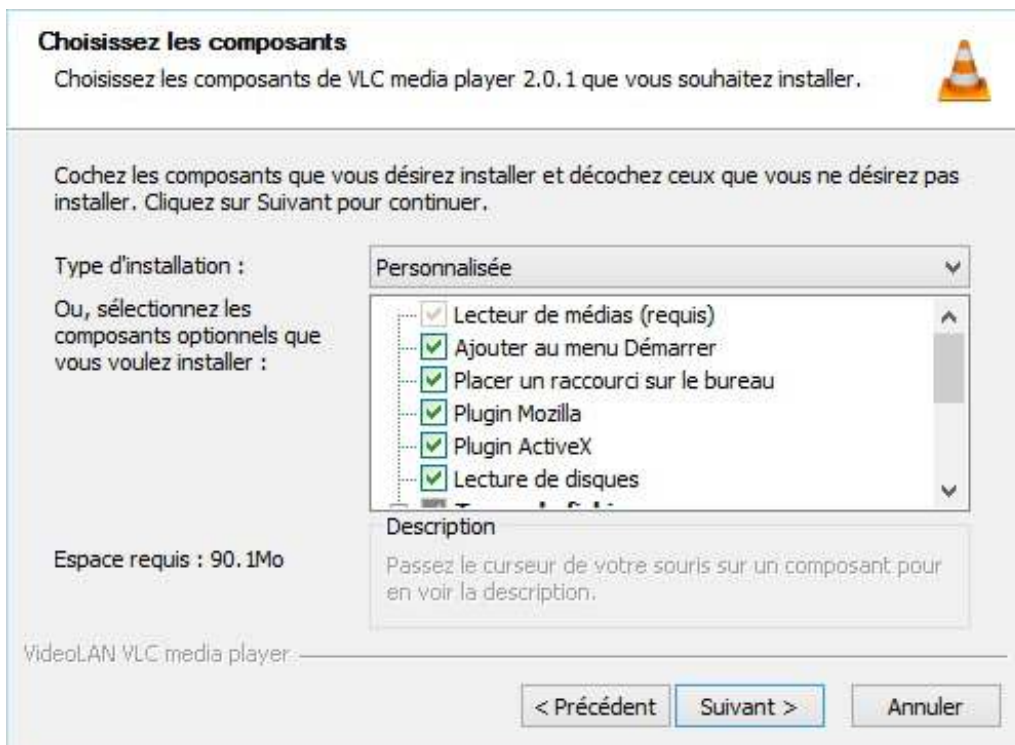 Choisissez les composants
Choisissez les composants de VLC media player 2.0.1 que vous souhaitez installer.
Cochez les composants que vous désirez installer et décochez ceux que vous ne désirez pas
installer. Cliquez sur Suivant pour continuer.
Type d'installation :
Personnalisée
Ou, sélectionnez les
composants optionnels que
vous voulez installer :
Lecteur de médias (requis)
Ajouter au menu Démarrer
Placer un raccourci sur le bureau
Plugin Mozilla
Plugin ActiveX
Lecture de disques
Espace requis : 90.1Mo
Description
Passez le curseur de votre souris sur un composant pour
en voir la description.
VideoLAN VLC media player
< Précédent
Suivant >
Annuler